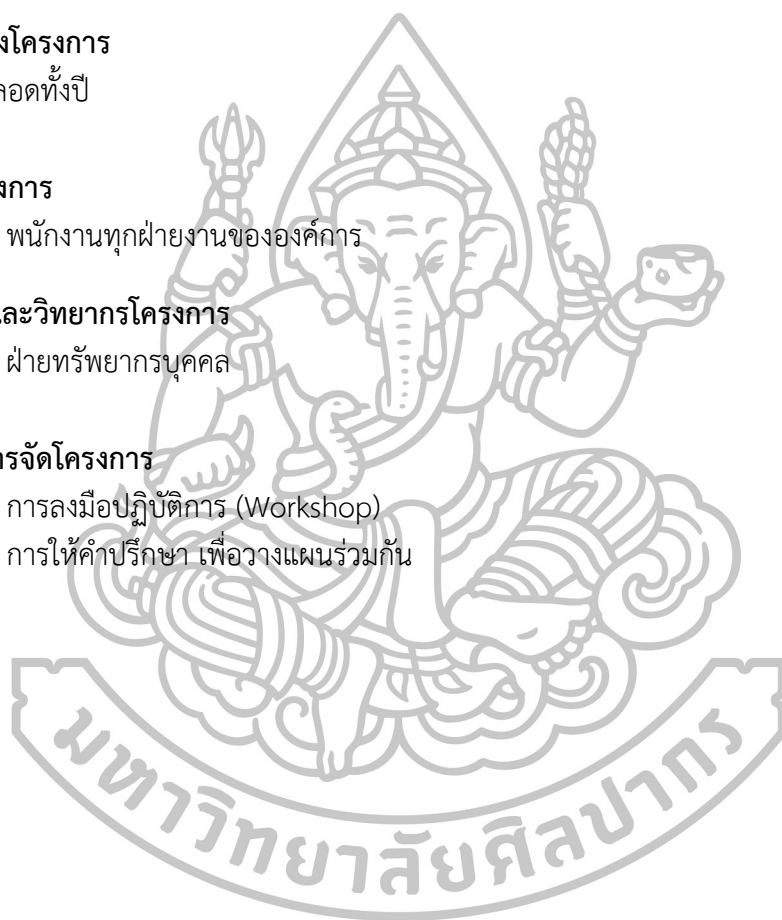 งโครงการ
ลอดทั้งปี
งการ
พนักงานทุกฝ่ายงานขององค์การ
ละวิทยากรโครงการ
ฝ่ายทรัพยากรบุคคล
ารจัดโครงการ
การลงมือปฏิบัติการ (Workshop)
การให้คำปรึกษา เพื่อวางแผนร่วมกัน
มหาวิทยาลัยศิลปากร